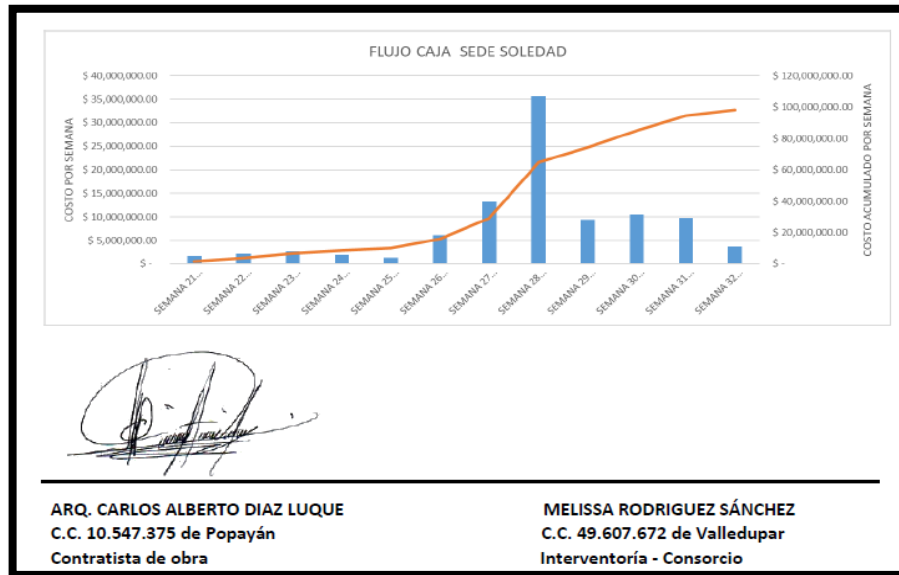 FLUJO CAJA SEDE SOLEDAD
COSTO POR SEMANA
$ 40,000,000.00
$ 35,000,000.00
$ 30,000,000.00
$ 25,000,000.00
$ 20,000,000.00
$ 15,000,000.00
$ 10,000,000.00
$ 5,000,000.00
$ -
$ 120,000,000.00
$ 100,000,000.00
$ 80,000,000.00
$ 60,000,000.00
$ 40,000,000.00
$ 20,000,000.00
$ -
COSTO ACUMULADO POR SEMANA
SEMANA 21...
SEMANA 22...
SEMANA 23...
SEMANA 24...
SEMANA 25...
SEMANA 26...
SEMANA 27...
SEMANA 28...
SEMANA 29...
SEMANA 30...
SEMANA 31...
SEMANA 32...
ARQ. CARLOS ALBERTO DIAZ LUQUE
C.C. 10.547.375 de Popayán
Contratista de obra
MELISSA RODRIGUEZ SÁNCHEZ
C.C. 49.607.672 de Valledupar
Interventoría - Consorcio